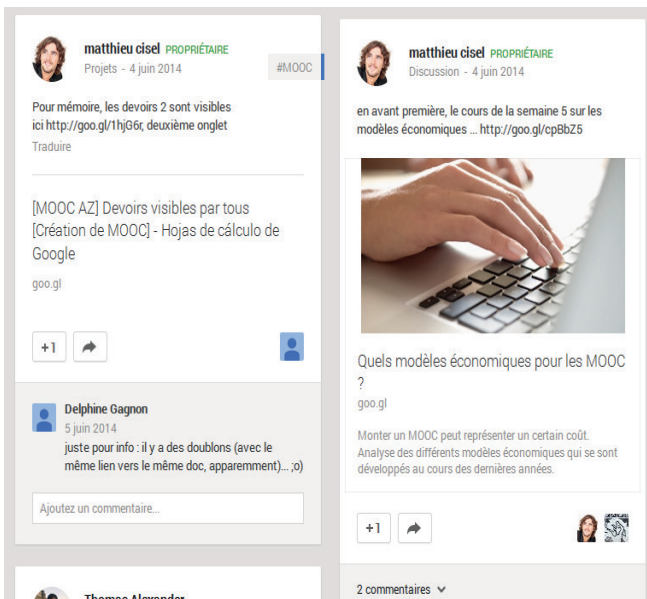 matthieu cisel PROPRIÉTAIRE
Projets - 4 juin 2014
#MOOC
Pour mémoire, les devoirs 2 sont visibles
ici http://goo.gl/1hjG6r, deuxième onglet
Traduire
[MOOC AZ] Devoirs visibles par tous
[Création de MOOC] - Hojas de cálculo de
Google
goo.gl
+1
Delphine Gagnon
5 juin 2014
juste pour info : il y a des doublons (avec le
même lien vers le même doc, apparemment)... ;o)
Ajoutez un commentaire...
Thomas Alexander
matthieu cisel PROPRIÉTAIRE
Discussion - 4 juin 2014
en avant première, le cours de la semaine 5 sur les
modèles économiques ... http://goo.gl/cpBbZ5
Quels modèles économiques pour les MOOC
?
goo.gl
Monter un MOOC peut représenter un certain coût.
Analyse des différents modèles économiques qui se sont
développés au cours des dernières années.
+1
2 commentaires